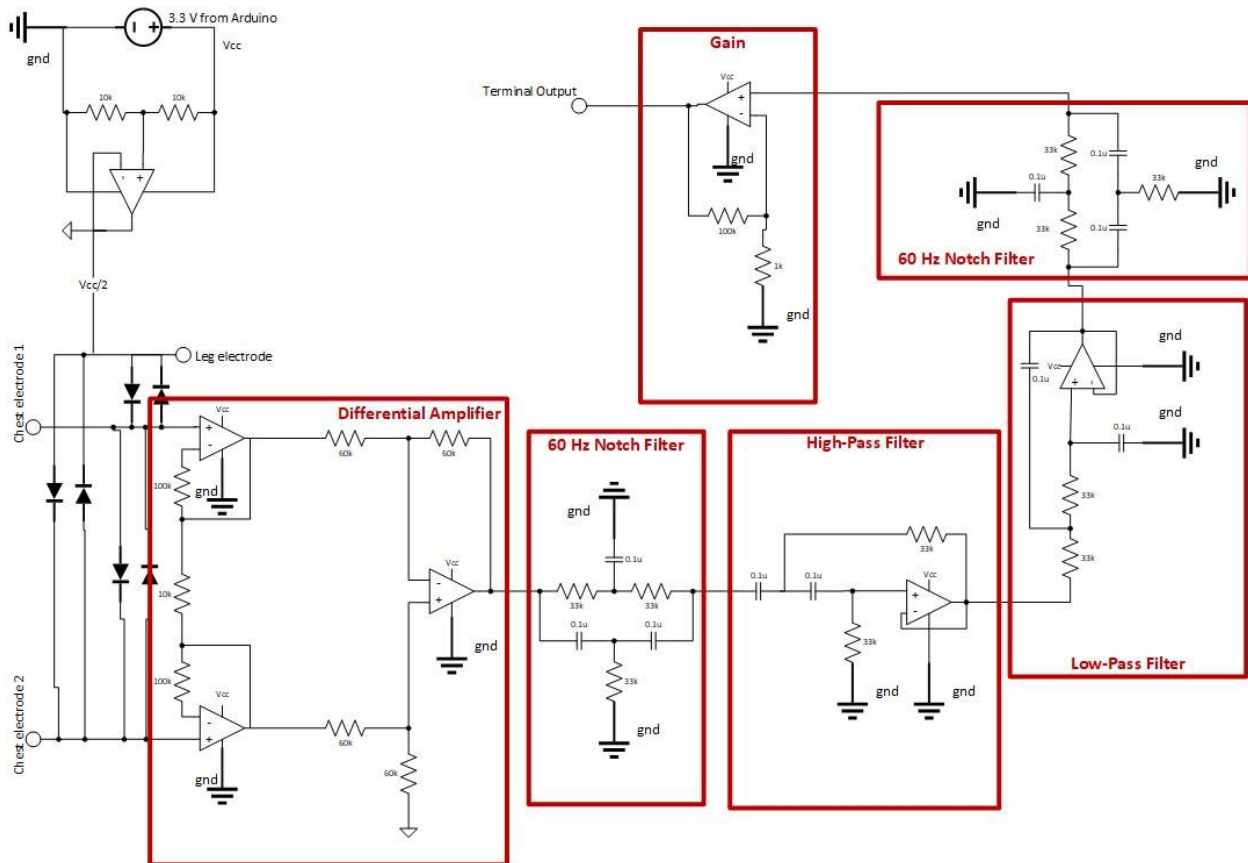 3.3 V from Arduino
gnd
Vcc
10k
10k
-
+
Vcc/2
Leg electrode
Chest electrode 1
Chest electrode 2
Differential Amplifier
Vcc
+
-
100k
gnd
60k
60k
10k
Vcc
-
+
gnd
100k
Vcc
-
+
gnd
60k
60k
60 Hz Notch Filter
gnd
0.1u
33k
33k
0.1u
0.1u
33k
gnd
High-Pass Filter
33k
0.1u
0.1u
Vcc
+
-
33k
gnd
gnd
Gain
Terminal Output
Vcc
+
-
gnd
100k
1k
gnd
33k
0.1u
gnd
0.1u
33k
gnd
33k
0.1u
60 Hz Notch Filter
gnd
Vcc
0.1u
+
-
0.1u
gnd
33k
33k
Low-Pass Filter